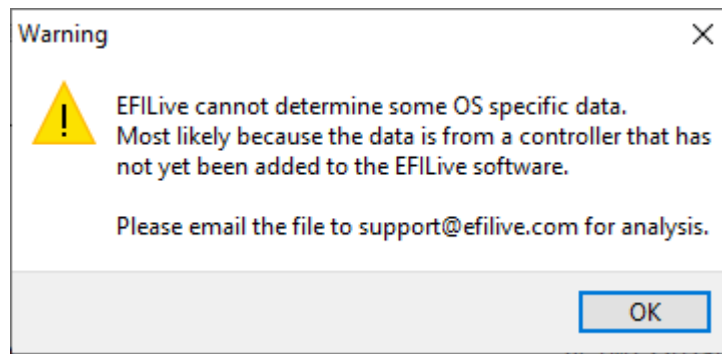 Warning
EFILive cannot determine some OS specific data.
Most likely because the data is from a controller that has
not yet been added to the EFILive software.
Please email the file to support@efilive.com for analysis.
OK